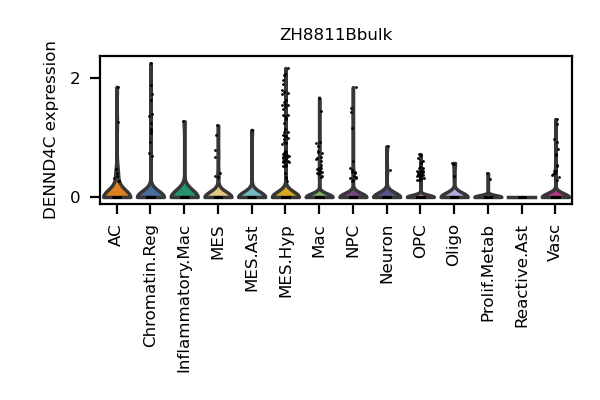 ZH8811Bbulk
DENND4C expression
2
0
AC
Chromatin.Reg
Inflammatory.Mac
MES
MES.Ast
MES.Hyp
Mac
NPC
Neuron
OPC
Oligo
Prolif.Metab
Reactive.Ast
Vasc